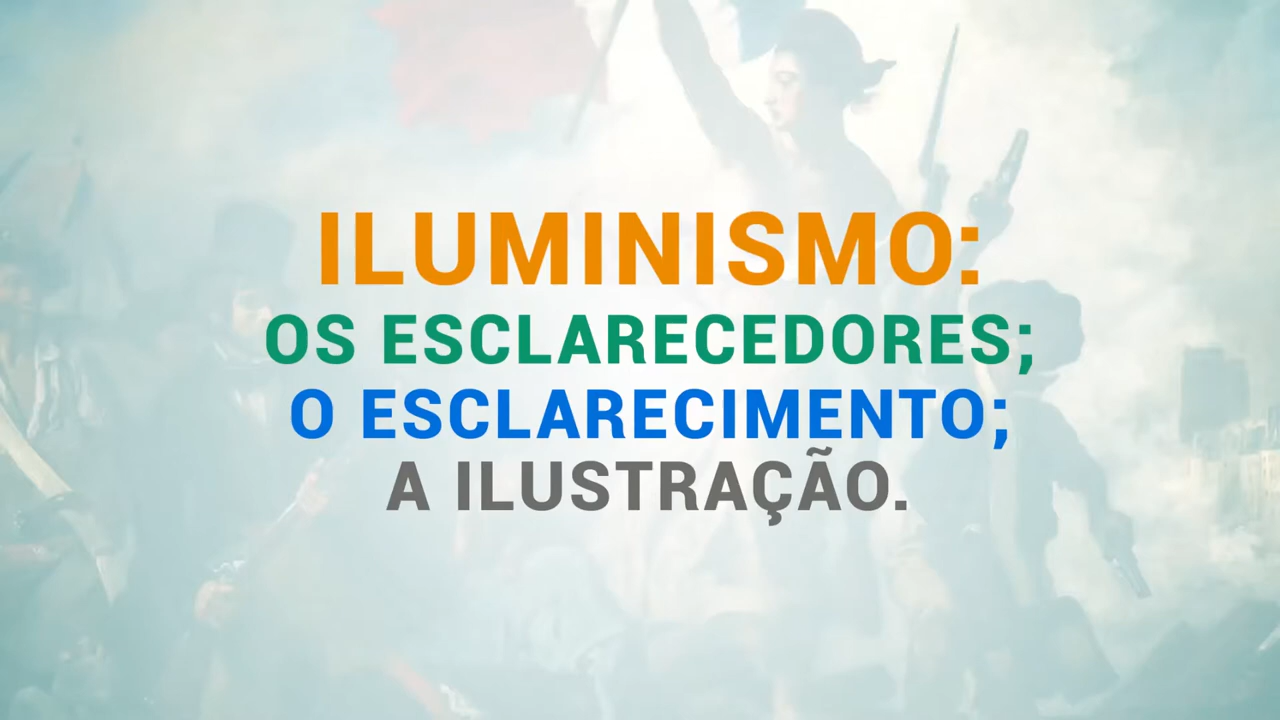 ILUMINISMO:
OS ESCLARECEDORES;
O ESCLARECIMENTO;
A ILUSTRAÇÃO.